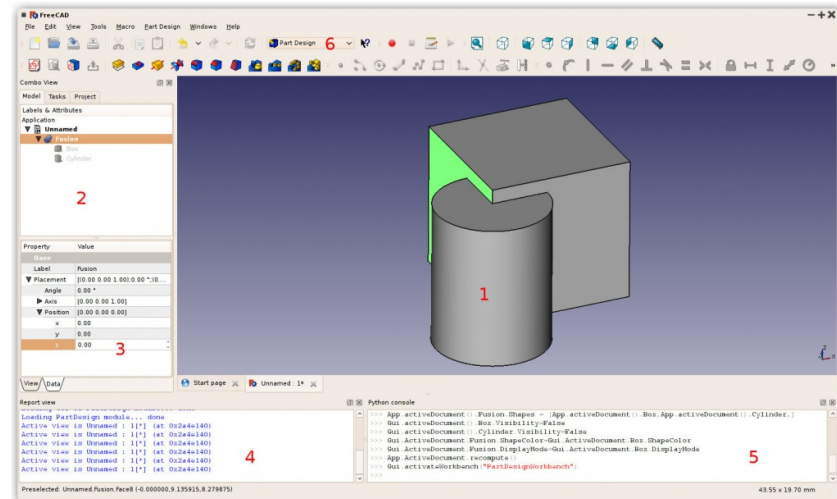 FreeCAD
File Edit View Tools Macro Part Design Windows Help
Part Design 6
Combo View
Model Tasks Project
Labels & Attributes
Application
Unnamed
Fusion
Box
Cylinder
2
Property Value
Base
Label Fusion
Placement [(0.00 0.00 1.00);0.00 °;(0....
Angle 0.00 °
Axis [0.00 0.00 1.00]
Position [0.00 0.00 0.00]
x 0.00
y 0.00
z 0.00
3
View Data
1
Start page Unnamed : 1*
Report view
Loading PartDesign module... done
Active view is Unnamed : 1[*] (at 0x2a4e140)
Active view is Unnamed : 1[*] (at 0x2a4e140)
Active view is Unnamed : 1[*] (at 0x2a4e140)
Active view is Unnamed : 1[*] (at 0x2a4e140)
Active view is Unnamed : 1[*] (at 0x2a4e140)
Active view is Unnamed : 1[*] (at 0x2a4e140)
4
Python console
>>> App.activeDocument().Fusion.Shapes = [App.activeDocument().Box,App.activeDocument().Cylinder,]
>>> Gui.activeDocument().Box.Visibility=False
>>> Gui.activeDocument().Cylinder.Visibility=False
>>> Gui.ActiveDocument.Fusion.ShapeColor=Gui.ActiveDocument.Box.ShapeColor
>>> Gui.ActiveDocument.Fusion.DisplayMode=Gui.ActiveDocument.Box.DisplayMode
>>> App.ActiveDocument.recompute()
>>> Gui.activateWorkbench("PartDesignWorkbench")
>>>
5
Preselected: Unnamed.Fusion.Face8 (-0.000000,9.135915,8.279875)
43.55 x 19.70 mm